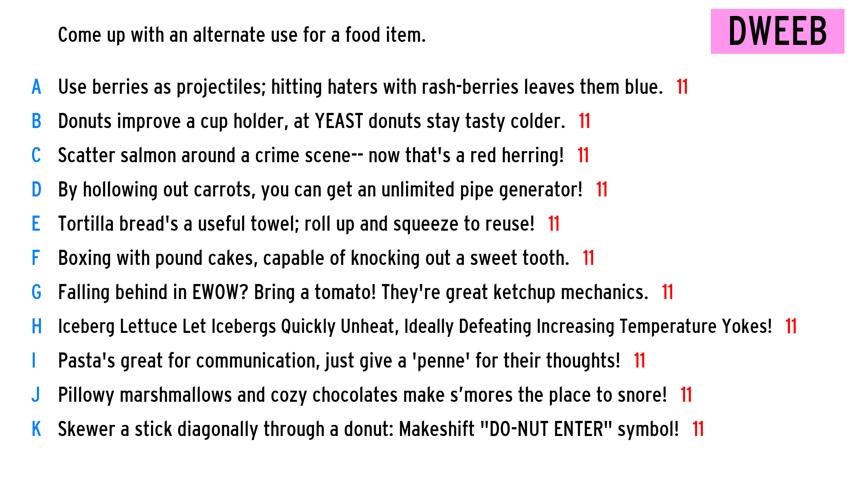 Come up with an alternate use for a food item.
DWEEB
A Use berries as projectiles; hitting haters with rash-berries leaves them blue. 11
B Donuts improve a cup holder, at YEAST donuts stay tasty colder. 11
C Scatter salmon around a crime scene-- now that's a red herring! 11
D By hollowing out carrots, you can get an unlimited pipe generator! 11
E Tortilla bread's a useful towel; roll up and squeeze to reuse! 11
F Boxing with pound cakes, capable of knocking out a sweet tooth. 11
G Falling behind in EWOW? Bring a tomato! They're great ketchup mechanics. 11
H Iceberg Lettuce Let Icebergs Quickly Unheat, Ideally Defeating Increasing Temperature Yokes! 11
I Pasta's great for communication, just give a 'penne' for their thoughts! 11
J Pillowy marshmallows and cozy chocolates make s’mores the place to snore! 11
K Skewer a stick diagonally through a donut: Makeshift "DO-NUT ENTER" symbol! 11